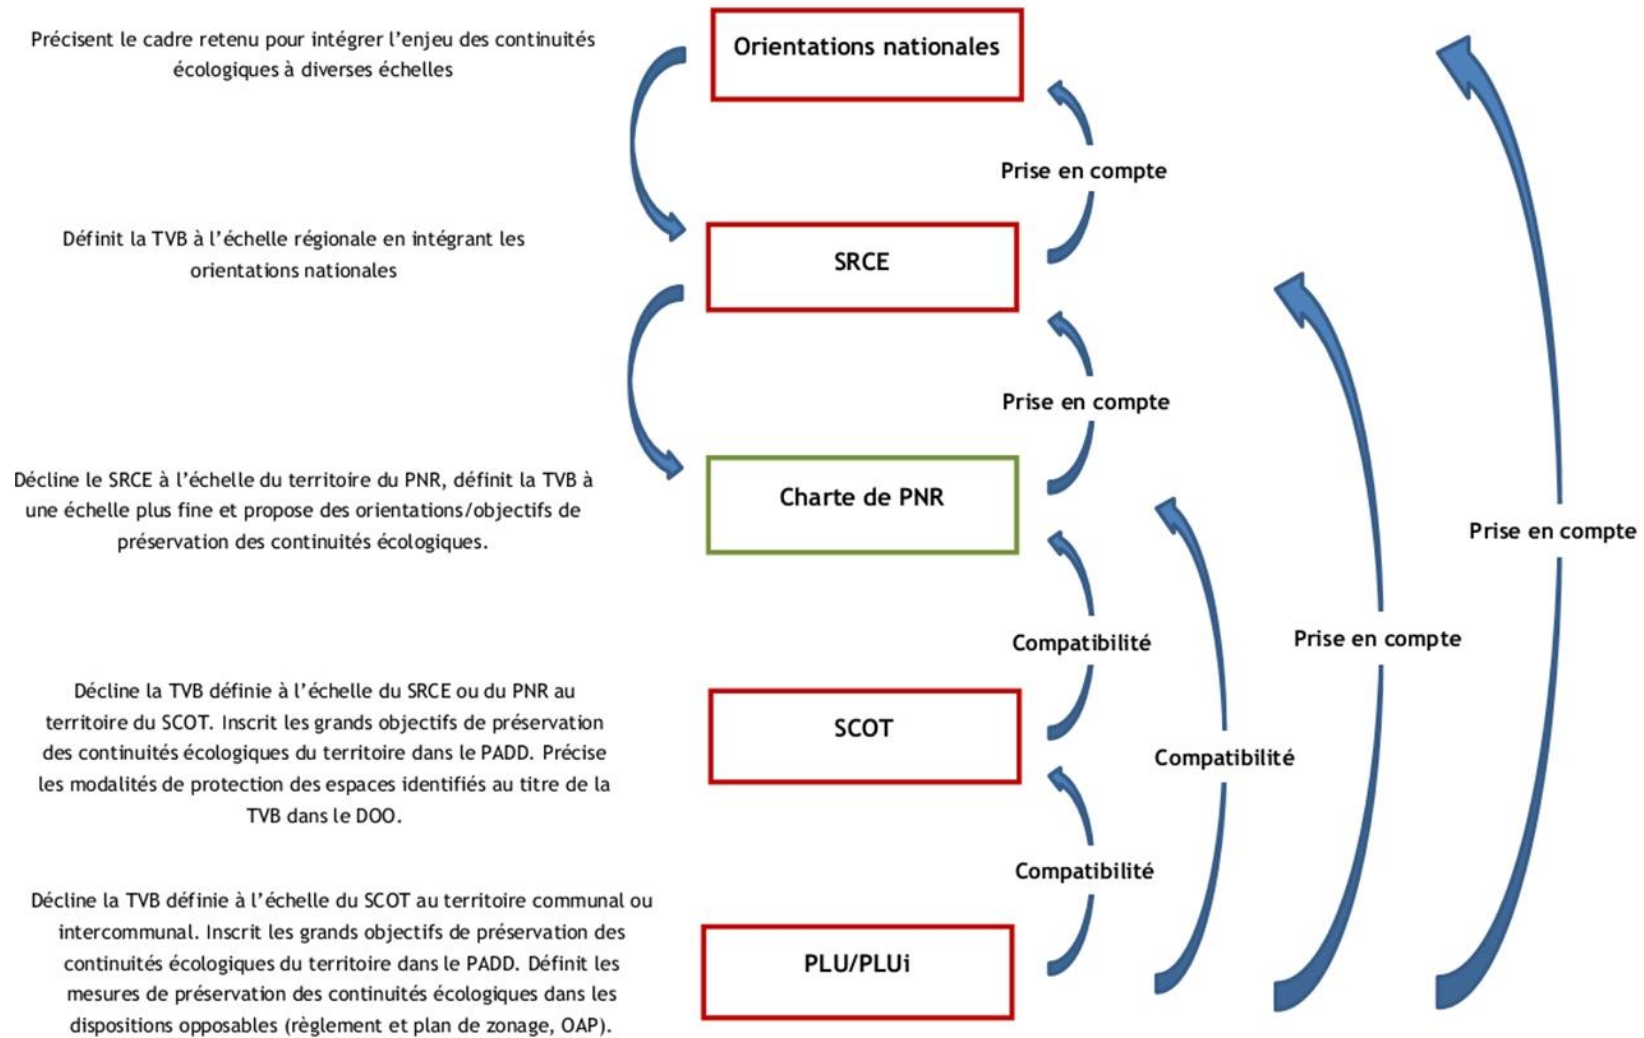 Précisent le cadre retenu pour intégrer l'enjeu des continuités
écologiques à diverses échelles
Orientations nationales
Prise en compte
Définit la TVB à l'échelle régionale en intégrant les
orientations nationales
SRCE
Prise en compte
Décline le SRCE à l'échelle du territoire du PNR, définit la TVB à
une échelle plus fine et propose des orientations/objectifs de
préservation des continuités écologiques.
Charte de PNR
Prise en compte
Compatibilité
Prise en compte
Décline la TVB définie à l'échelle du SRCE ou du PNR au
territoire du SCOT. Inscrit les grands objectifs de préservation
des continuités écologiques du territoire dans le PADD. Précise
les modalités de protection des espaces identifiés au titre de la
TVB dans le DOO.
SCOT
Compatibilité
Compatibilité
Décline la TVB définie à l'échelle du SCOT au territoire communal ou
intercommunal. Inscrit les grands objectifs de préservation des
continuités écologiques du territoire dans le PADD. Définit les
mesures de préservation des continuités écologiques dans les
dispositions opposables (règlement et plan de zonage, OAP).
PLU/PLUi